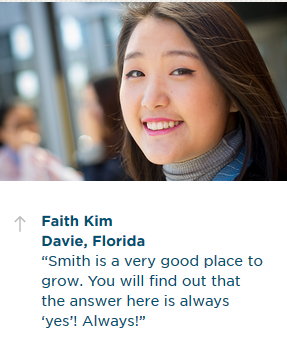 Faith Kim
Davie, Florida
“Smith is a very good place to
grow. You will find out that
the answer here is always
‘yes’! Always!”